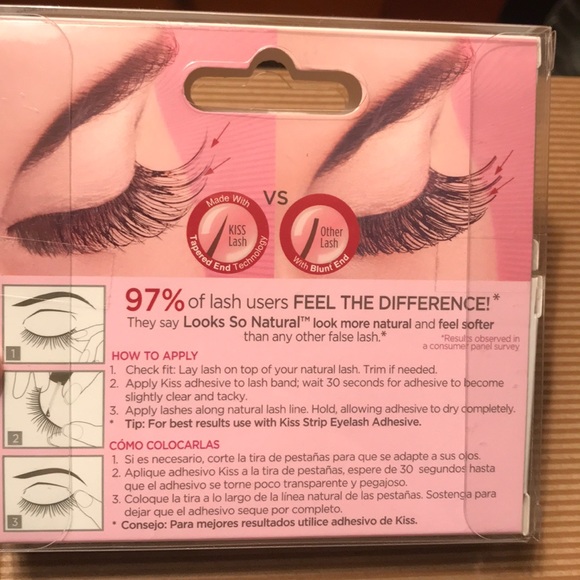 Made With
KISS
Lash
Tapered End Technology
VS
Other
Lash
With Blunt End
97% of lash users FEEL THE DIFFERENCE!*
They say Looks So Natural™ look more natural and feel softer
than any other false lash.*
*Results observed in
a consumer panel survey.
1
2
3
HOW TO APPLY
1. Check fit: Lay lash on top of your natural lash. Trim if needed.
2. Apply Kiss adhesive to lash band; wait 30 seconds for adhesive to become
slightly clear and tacky.
3. Apply lashes along natural lash line. Hold, allowing adhesive to dry completely.
* Tip: For best results use with Kiss Strip Eyelash Adhesive.
CÓMO COLOCARLAS
1. Si es necesario, corte la tira de pestañas para que se adapte a sus ojos.
2. Aplique adhesivo Kiss a la tira de pestañas, espere de 30 segundos hasta
que el adhesivo se torne poco transparente y pegajoso.
3. Coloque la tira a lo largo de la línea natural de las pestañas. Sostenga para
dejar que el adhesivo seque por completo.
* Consejo: Para mejores resultados utilice adhesivo de Kiss.